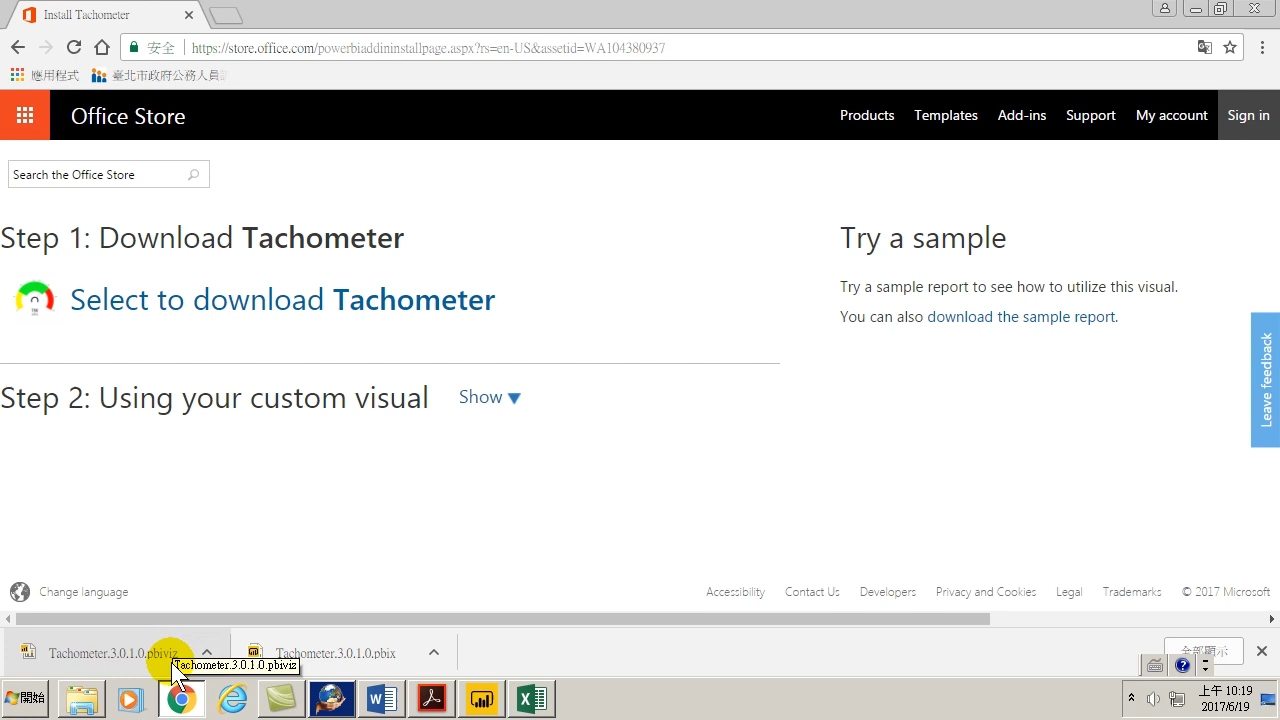 Install Tachometer
安全 https://store.office.com/powerbiaddininstallpage.aspx?rs=en-US&assetid=WA104380937
應用程式 臺北市政府公務人員
Office Store Products Templates Add-ins Support My account Sign in
Search the Office Store
Step 1: Download Tachometer
Select to download Tachometer
Step 2: Using your custom visual Show
Try a sample
Try a sample report to see how to utilize this visual.
You can also download the sample report.
Leave feedback
Change language Accessibility Contact Us Developers Privacy and Cookies Legal Trademarks © 2017 Microsoft
Tachometer.3.0.1.0.pbiviz Tachometer.3.0.1.0.pbix 全部顯示
Tachometer.3.0.1.0.pbiviz
開始 上午 10:19
2017/6/19